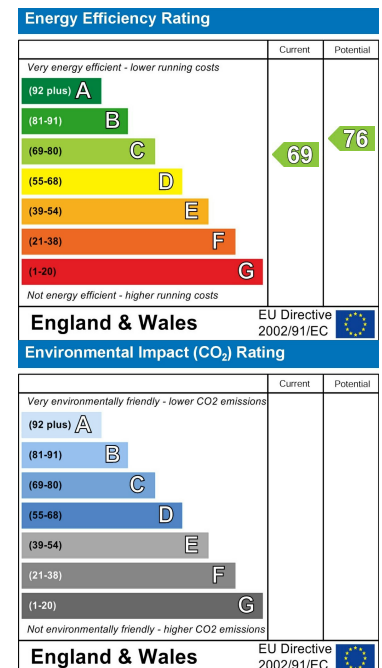 Energy Efficiency Rating
Current Potential
Very energy efficient - lower running costs
(92 plus) A
(81-91) B
(69-80) C
69 76
(55-68) D
(39-54) E
(21-38) F
(1-20) G
Not energy efficient - higher running costs
England & Wales EU Directive 2002/91/EC
Environmental Impact (CO₂) Rating
Current Potential
Very environmentally friendly - lower CO2 emissions
(92 plus) A
(81-91) B
(69-80) C
(55-68) D
(39-54) E
(21-38) F
(1-20) G
Not environmentally friendly - higher CO2 emissions
England & Wales EU Directive 2002/91/EC